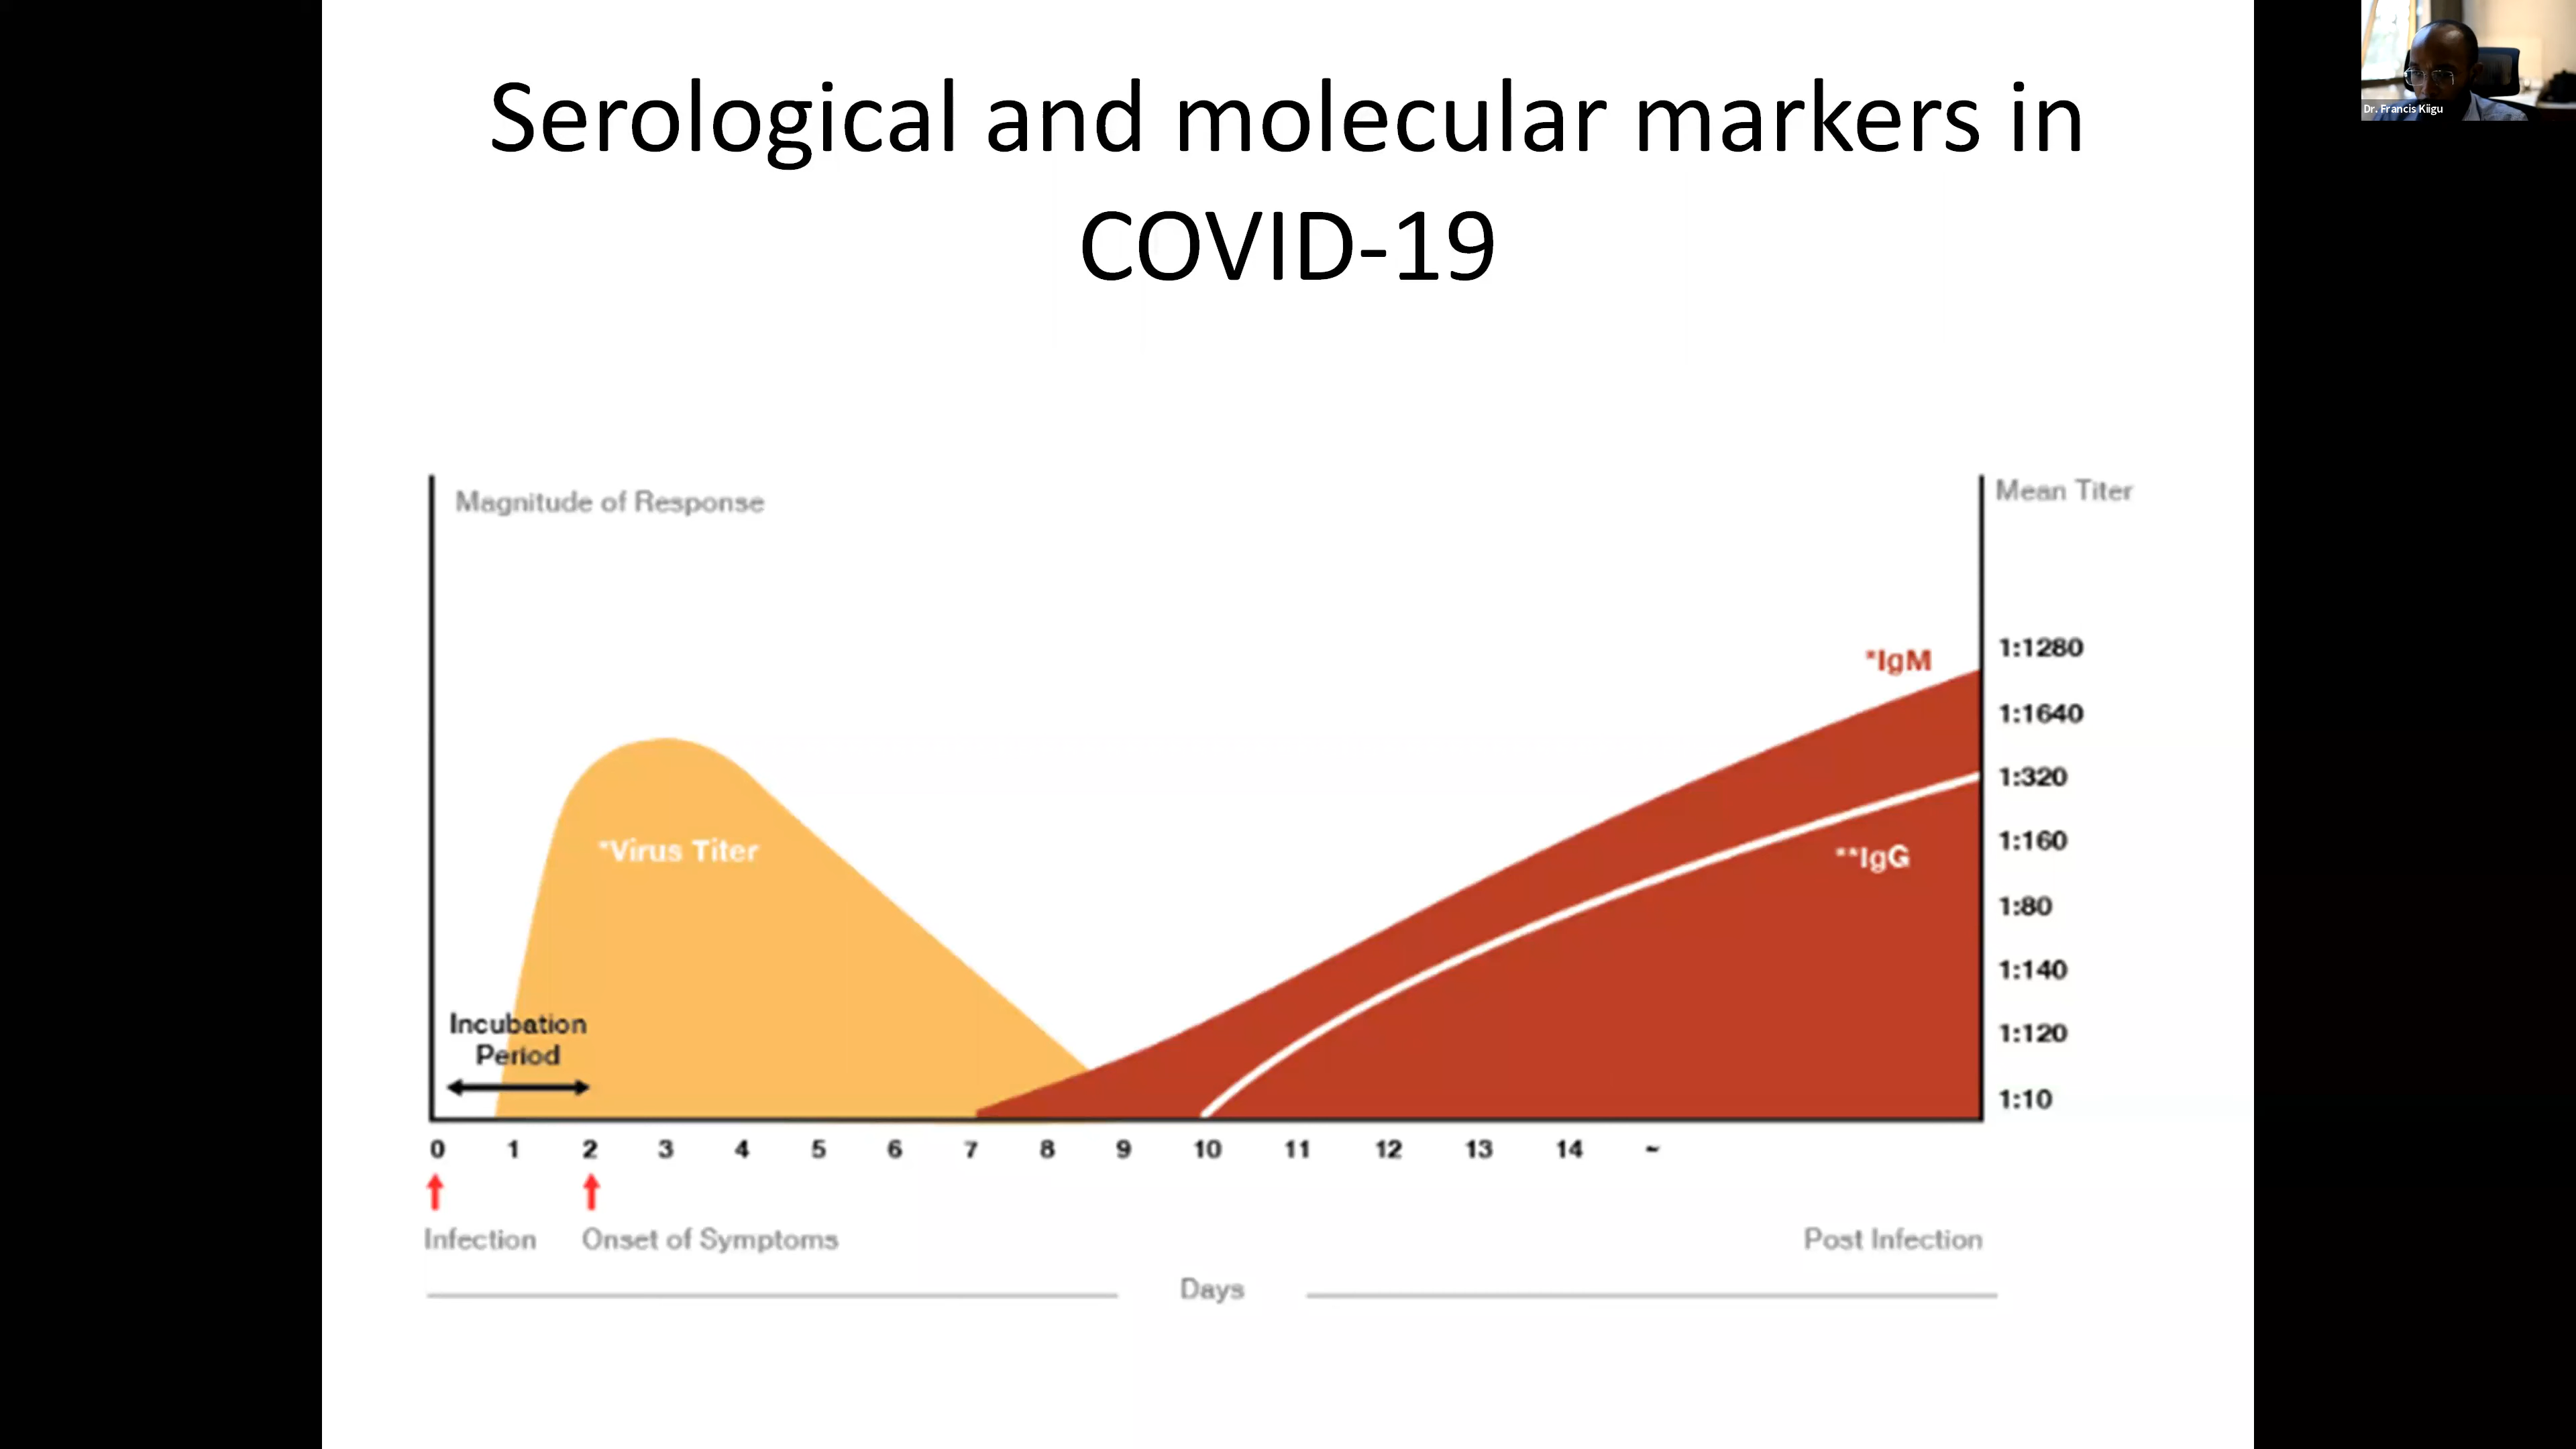 Serological and molecular markers in
COVID-19
Dr. Francis Kiigu
Magnitude of Response
Mean Titer
1:1280
*IgM
1:1640
1:320
*Virus Titer
1:160
**IgG
1:80
1:140
Incubation
Period
1:120
1:10
0 1 2 3 4 5 6 7 8 9 10 11 12 13 14 ~
Infection
Onset of Symptoms
Post Infection
Days